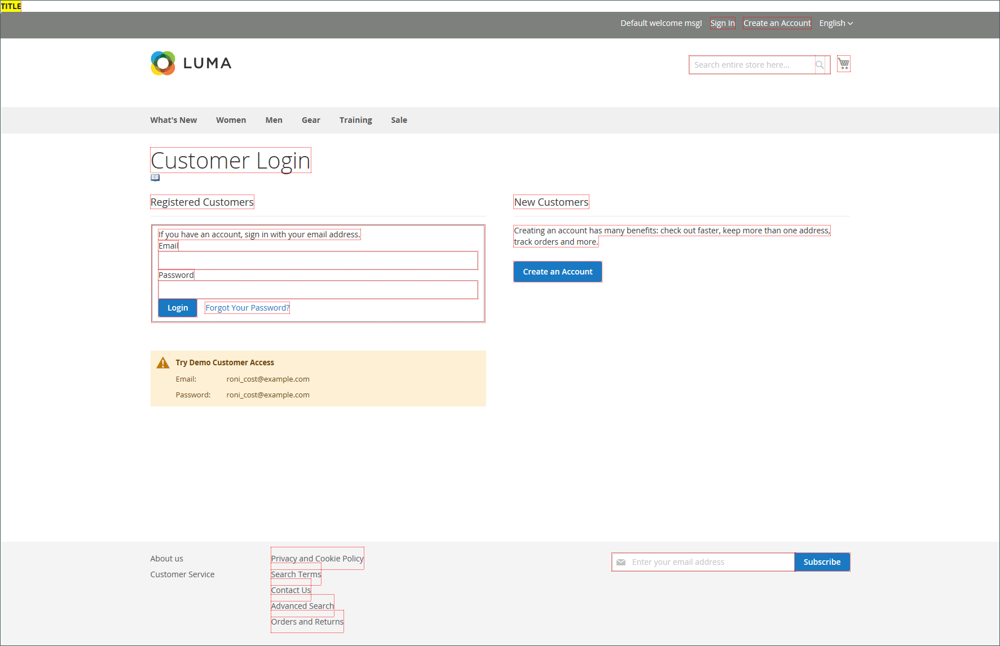 TITLE
Default welcome msg! Sign In Create an Account English
LUMA
Search entire store here...
What's New Women Men Gear Training Sale
Customer Login
Registered Customers
If you have an account, sign in with your email address.
Email
Password
Login Forgot Your Password?
Try Demo Customer Access
Email: roni_cost@example.com
Password: roni_cost@example.com
New Customers
Creating an account has many benefits: check out faster, keep more than one address,
track orders and more.
Create an Account
About us
Customer Service
Privacy and Cookie Policy
Search Terms
Contact Us
Advanced Search
Orders and Returns
Enter your email address Subscribe